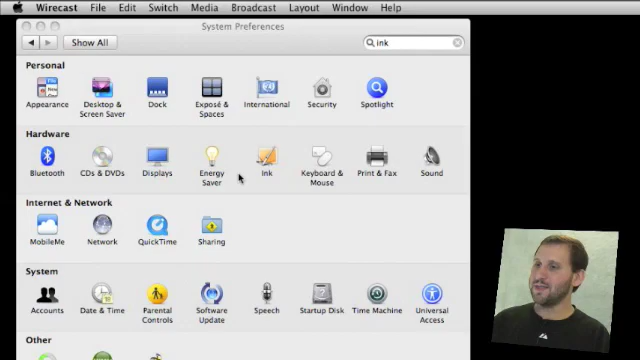 Wirecast File Edit Switch Media Broadcast Layout Window Help
System Preferences
Show All
ink
Personal
Appearance
Desktop &
Screen Saver
Dock
Exposé &
Spaces
International
Security
Spotlight
Hardware
Bluetooth
CDs & DVDs
Displays
Energy
Saver
Ink
Keyboard &
Mouse
Print & Fax
Sound
Internet & Network
MobileMe
Network
QuickTime
Sharing
System
Accounts
Date & Time
Parental
Controls
Software
Update
Speech
Startup Disk
Time Machine
Universal
Access
Other